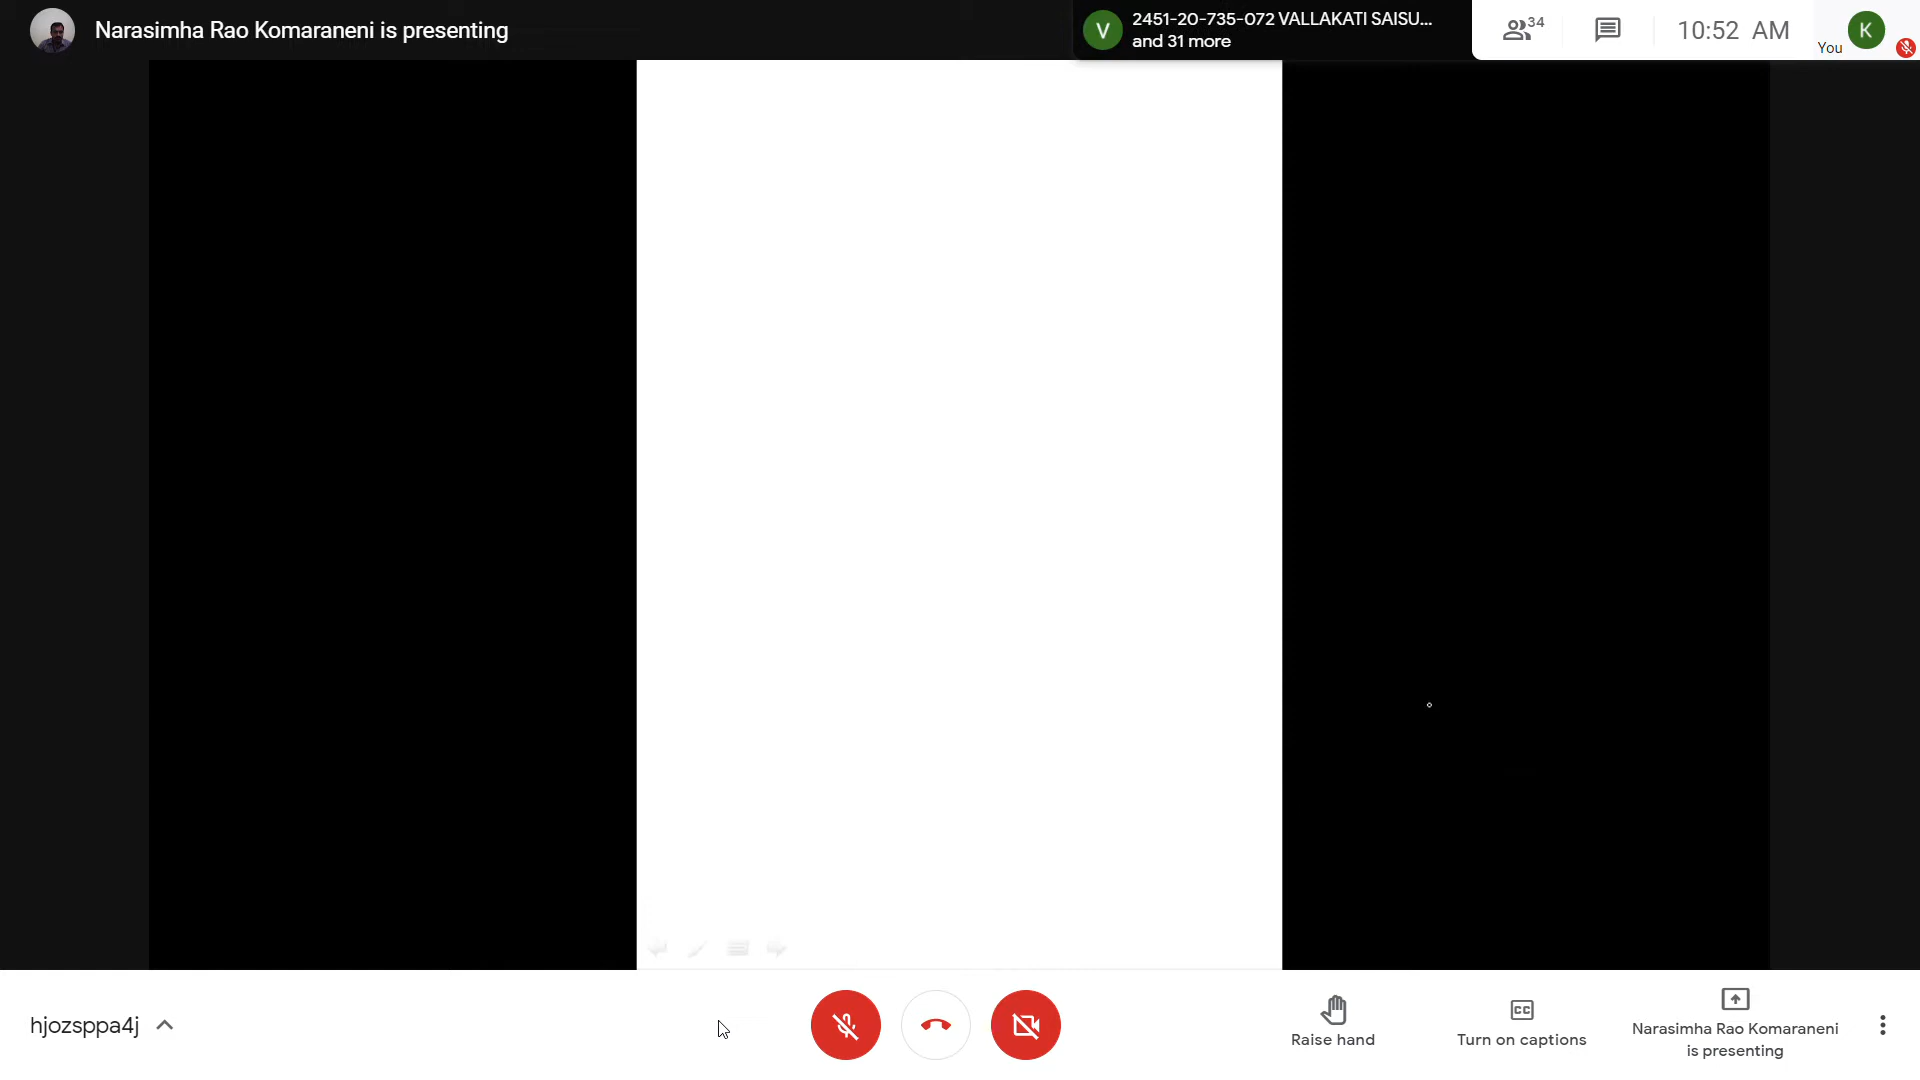 Narasimha Rao Komaraneni is presenting
V
2451-20-735-072 VALLAKATI SAISU...
and 31 more
34
10:52 AM
You
K
hjozsppa4j
Raise hand
CC
Turn on captions
Narasimha Rao Komaraneni
is presenting